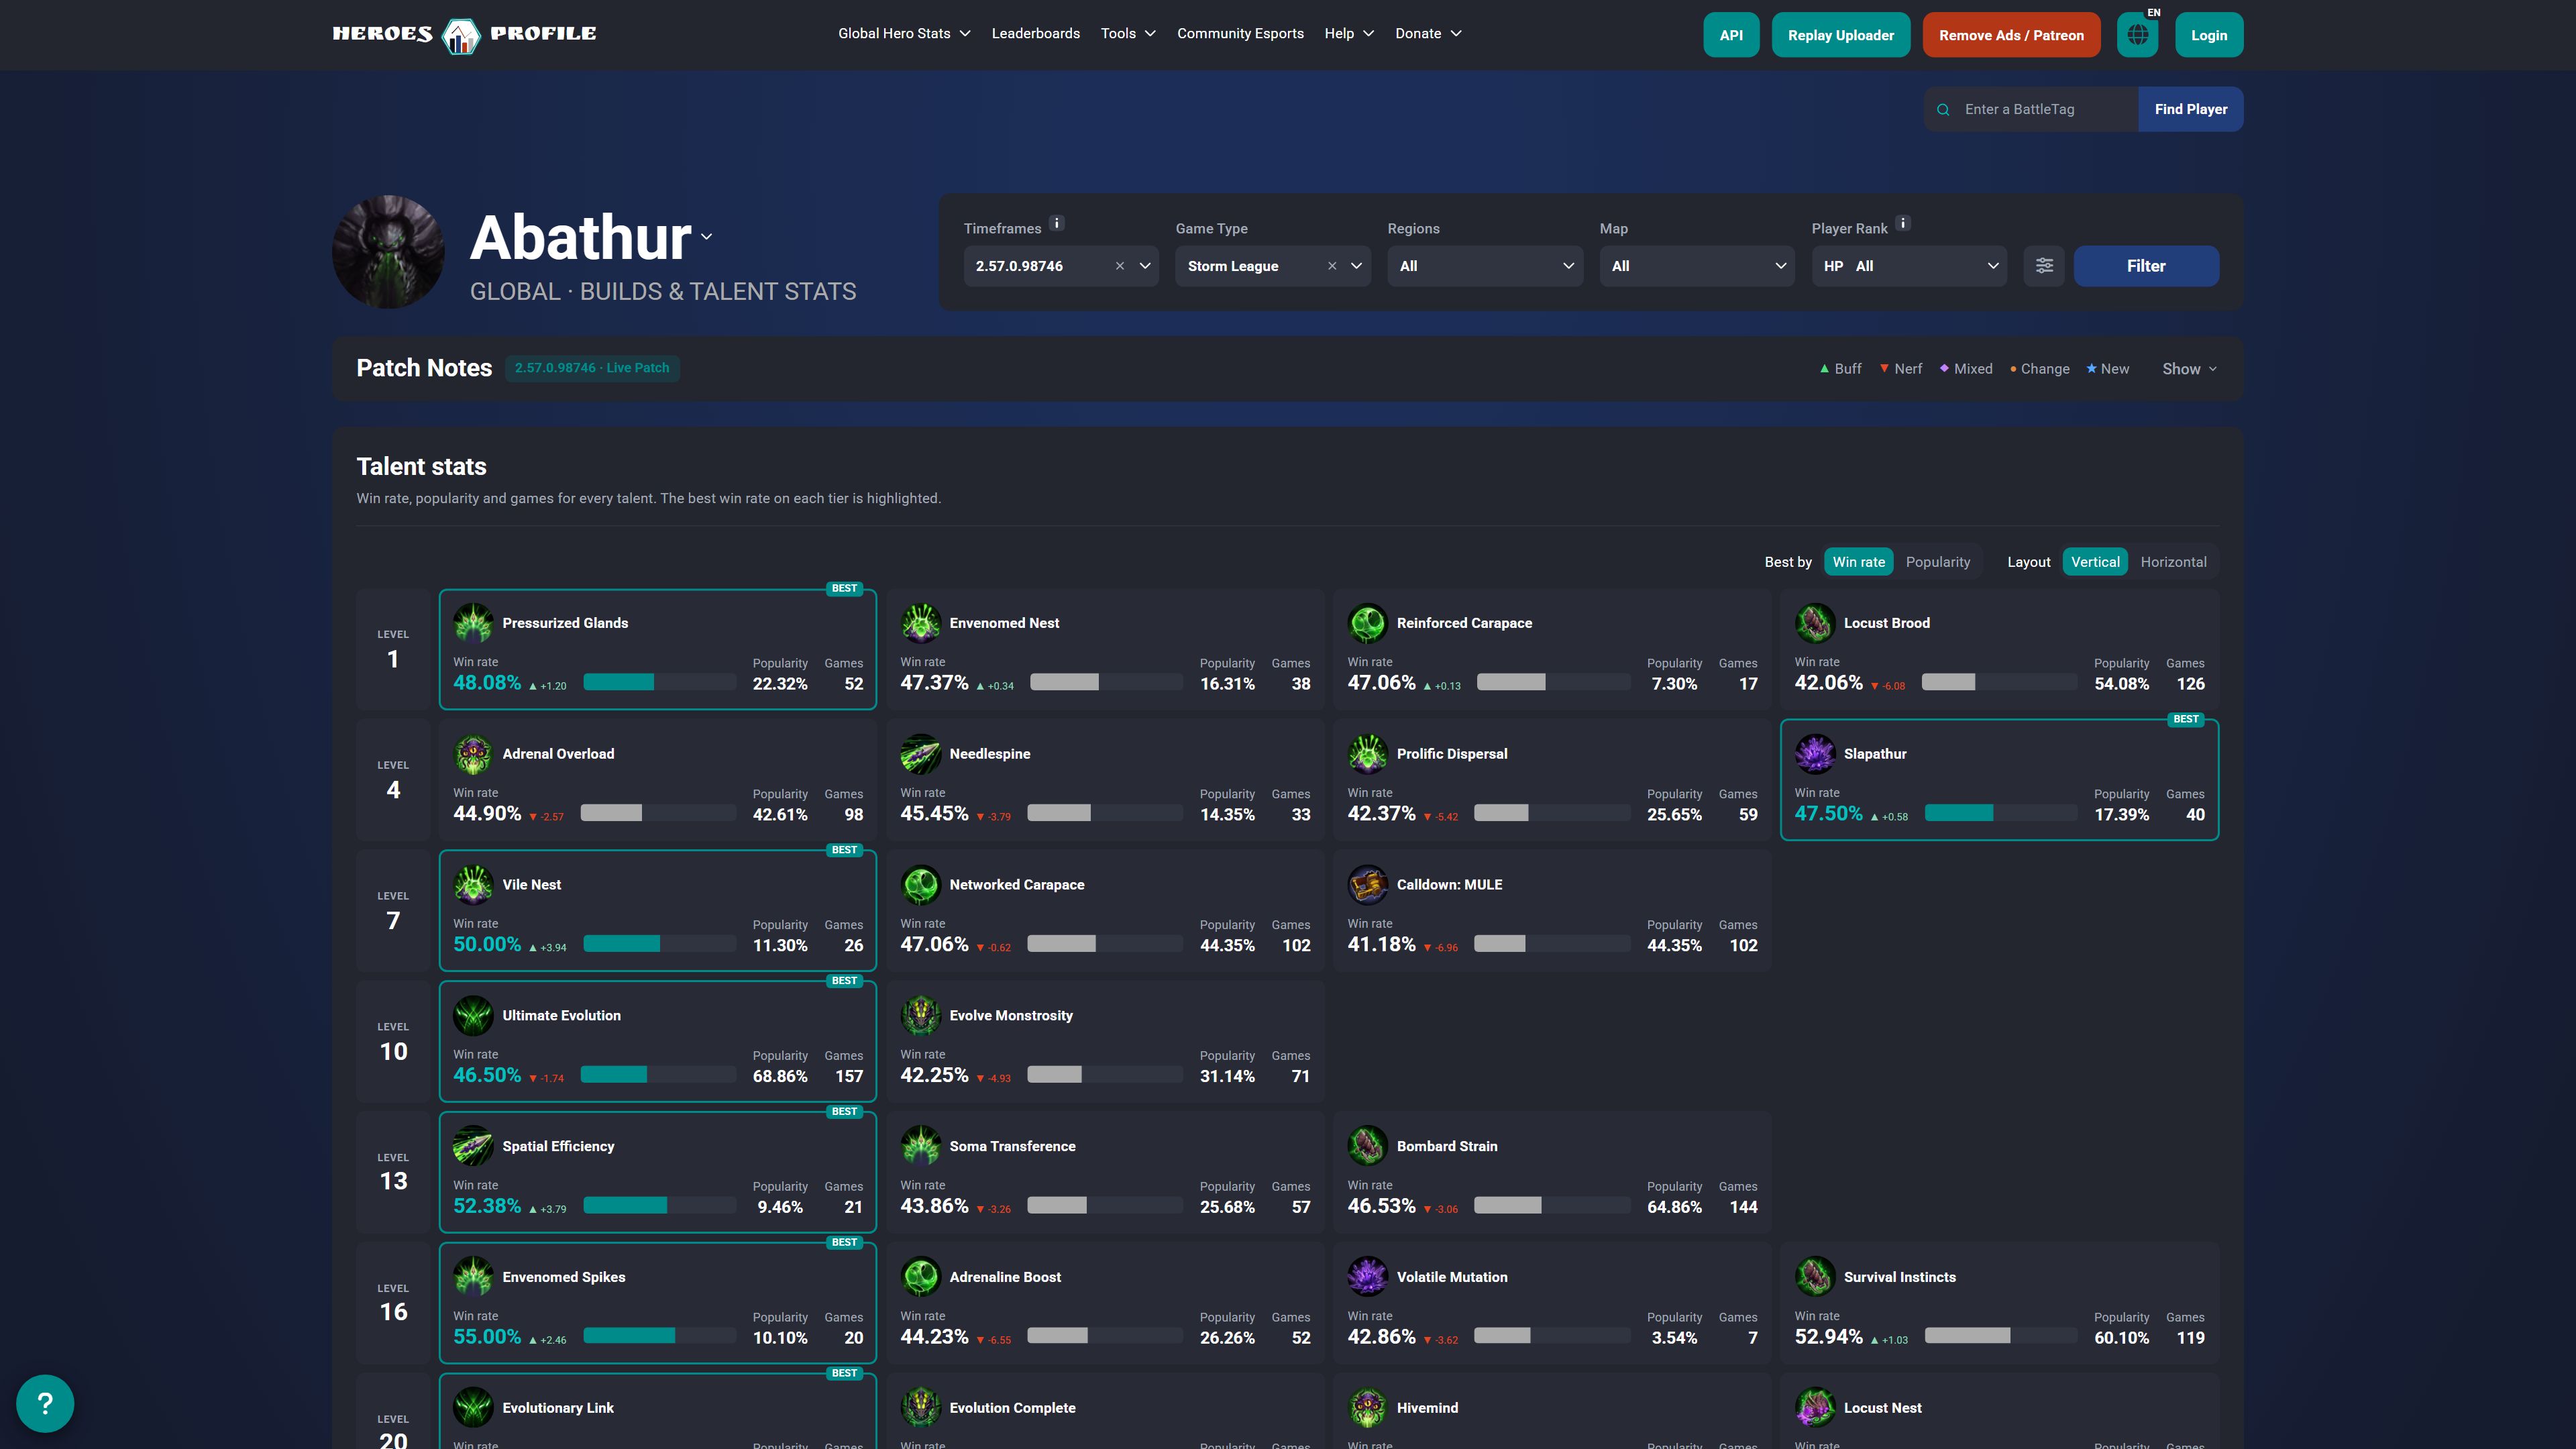 HEROES PROFILE
Global Hero Stats Leaderboards Tools Community Esports Help Donate
API Replay Uploader Remove Ads / Patreon EN Login
Enter a BattleTag Find Player
Abathur
GLOBAL · BUILDS & TALENT STATS
Timeframes i Game Type Regions Map Player Rank i
2.57.0.98746 × Storm League × All All HP All Filter
Patch Notes 2.57.0.98746 · Live Patch ▲ Buff ▼ Nerf ◆ Mixed ● Change ★ New Show
Talent stats
Win rate, popularity and games for every talent. The best win rate on each tier is highlighted.
Best by Win rate Popularity Layout Vertical Horizontal
BEST
LEVEL 1
Pressurized Glands Envenomed Nest Reinforced Carapace Locust Brood
Win rate Popularity Games Win rate Popularity Games Win rate Popularity Games Win rate Popularity Games
48.08% ▲ +1.20 22.32% 52 47.37% ▲ +0.34 16.31% 38 47.06% ▲ +0.13 7.30% 17 42.06% ▼ -6.08 54.08% 126
BEST
LEVEL 4
Adrenal Overload Needlespine Prolific Dispersal Slapathur
Win rate Popularity Games Win rate Popularity Games Win rate Popularity Games Win rate Popularity Games
44.90% ▼ -2.57 42.61% 98 45.45% ▼ -3.79 14.35% 33 42.37% ▼ -5.42 25.65% 59 47.50% ▲ +0.58 17.39% 40
BEST
LEVEL 7
Vile Nest Networked Carapace Calldown: MULE
Win rate Popularity Games Win rate Popularity Games Win rate Popularity Games
50.00% ▲ +3.94 11.30% 26 47.06% ▼ -0.62 44.35% 102 41.18% ▼ -6.96 44.35% 102
BEST
LEVEL 10
Ultimate Evolution Evolve Monstrosity
Win rate Popularity Games Win rate Popularity Games
46.50% ▼ -1.74 68.86% 157 42.25% ▼ -4.93 31.14% 71
BEST
LEVEL 13
Spatial Efficiency Soma Transference Bombard Strain
Win rate Popularity Games Win rate Popularity Games Win rate Popularity Games
52.38% ▲ +3.79 9.46% 21 43.86% ▼ -3.26 25.68% 57 46.53% ▼ -3.06 64.86% 144
BEST
LEVEL 16
Envenomed Spikes Adrenaline Boost Volatile Mutation Survival Instincts
Win rate Popularity Games Win rate Popularity Games Win rate Popularity Games Win rate Popularity Games
55.00% ▲ +2.46 10.10% 20 44.23% ▼ -6.55 26.26% 52 42.86% ▼ -3.62 3.54% 7 52.94% ▲ +1.03 60.10% 119
BEST
LEVEL 20
Evolutionary Link Evolution Complete Hivemind Locust Nest
Win rate Popularity Games Win rate Popularity Games Win rate Popularity Games Win rate Popularity Games
?